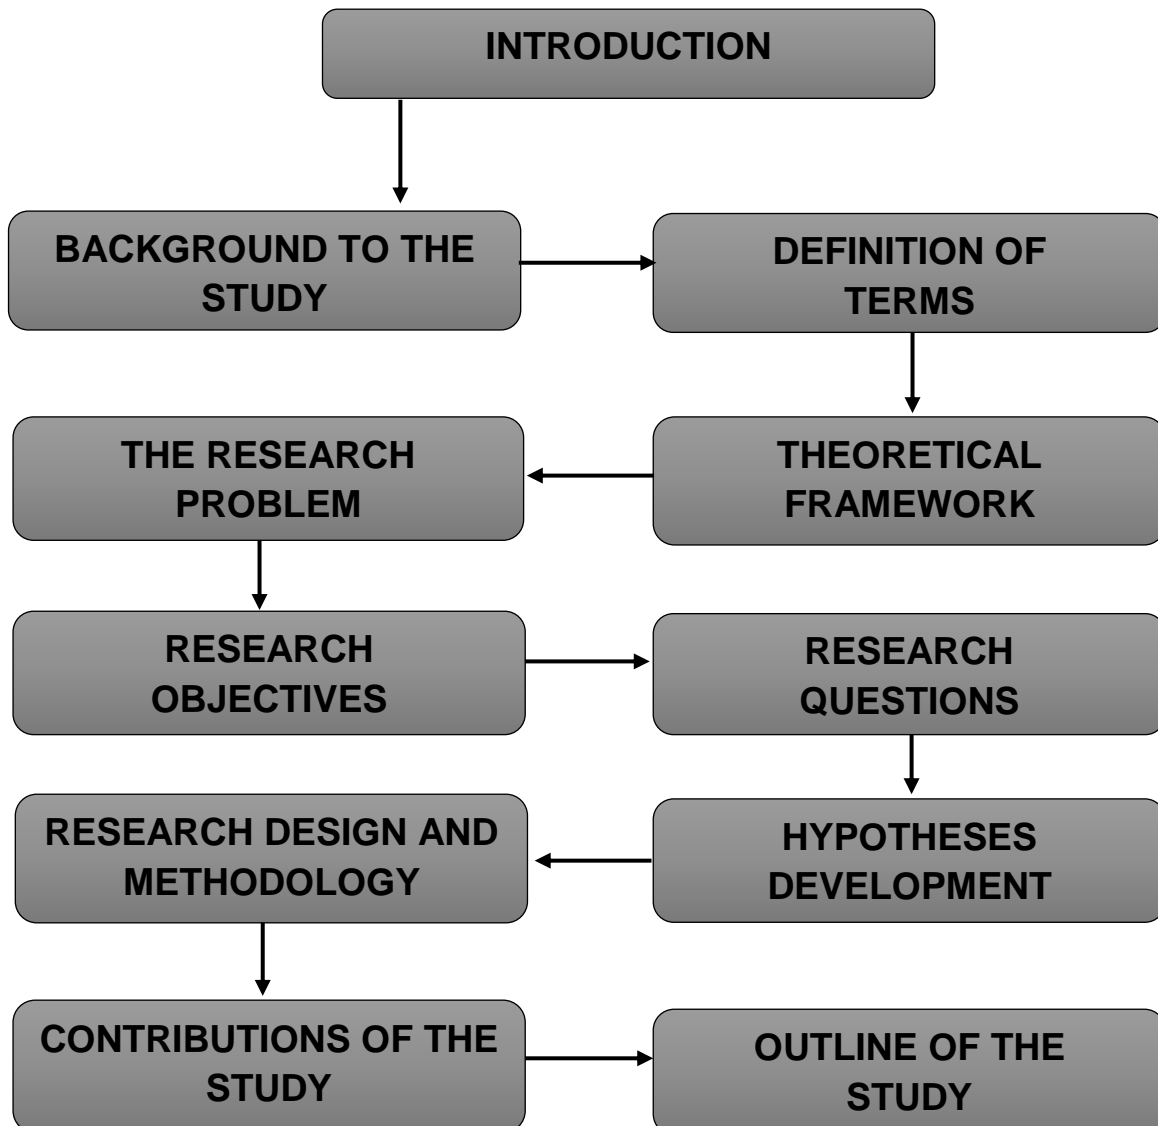 INTRODUCTION
BACKGROUND TO THE
STUDY
DEFINITION OF
TERMS
THEORETICAL
FRAMEWORK
THE RESEARCH
PROBLEM
RESEARCH
OBJECTIVES
RESEARCH
QUESTIONS
HYPOTHESES
DEVELOPMENT
RESEARCH DESIGN AND
METHODOLOGY
CONTRIBUTIONS OF THE
STUDY
OUTLINE OF THE
STUDY